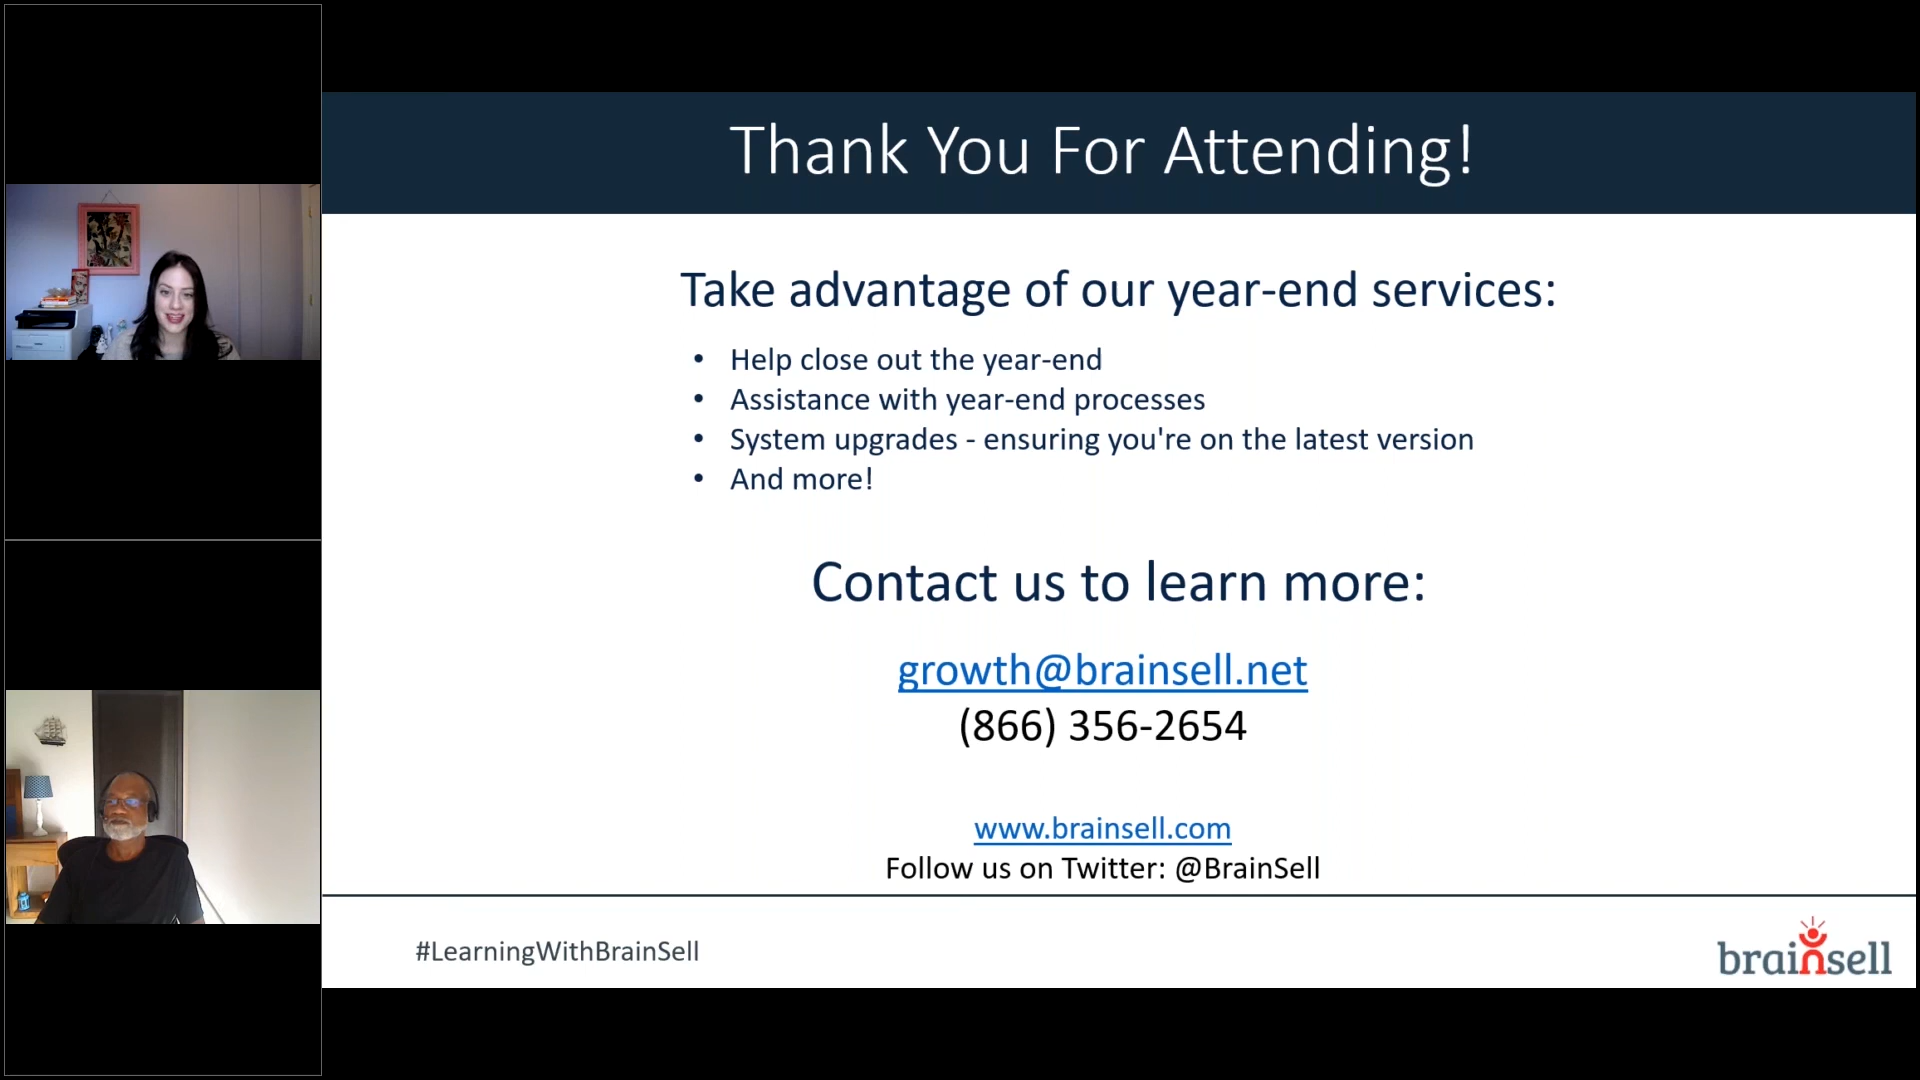 Thank You For Attending!
Take advantage of our year-end services:
• Help close out the year-end
• Assistance with year-end processes
• System upgrades - ensuring you're on the latest version
• And more!
Contact us to learn more:
growth@brainsell.net
(866) 356-2654
www.brainsell.com
Follow us on Twitter: @BrainSell
#LearningWithBrainSell
brainsell